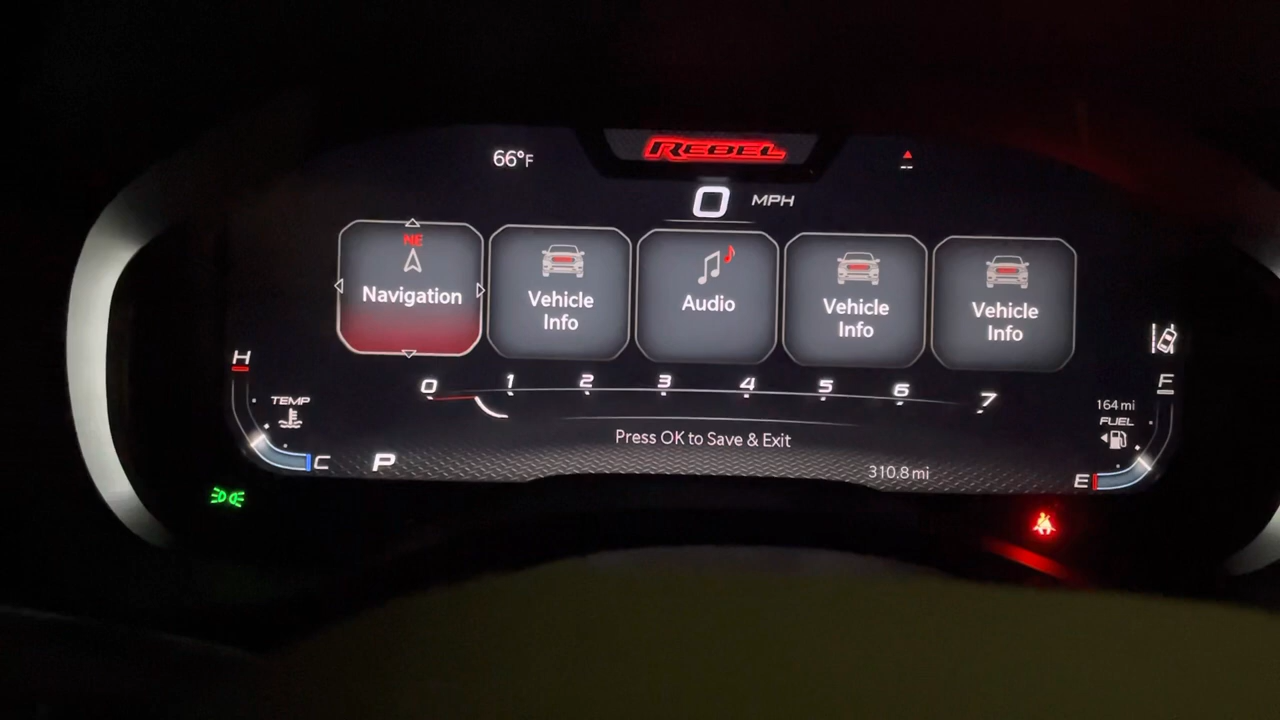 66°F
REBEL
0 MPH
NE
Navigation
Vehicle
Info
Audio
Vehicle
Info
Vehicle
Info
H
0 1 2 3 4 5 6 7
F
TEMP
164 mi
FUEL
Press OK to Save & Exit
C
P
310.8 mi
E